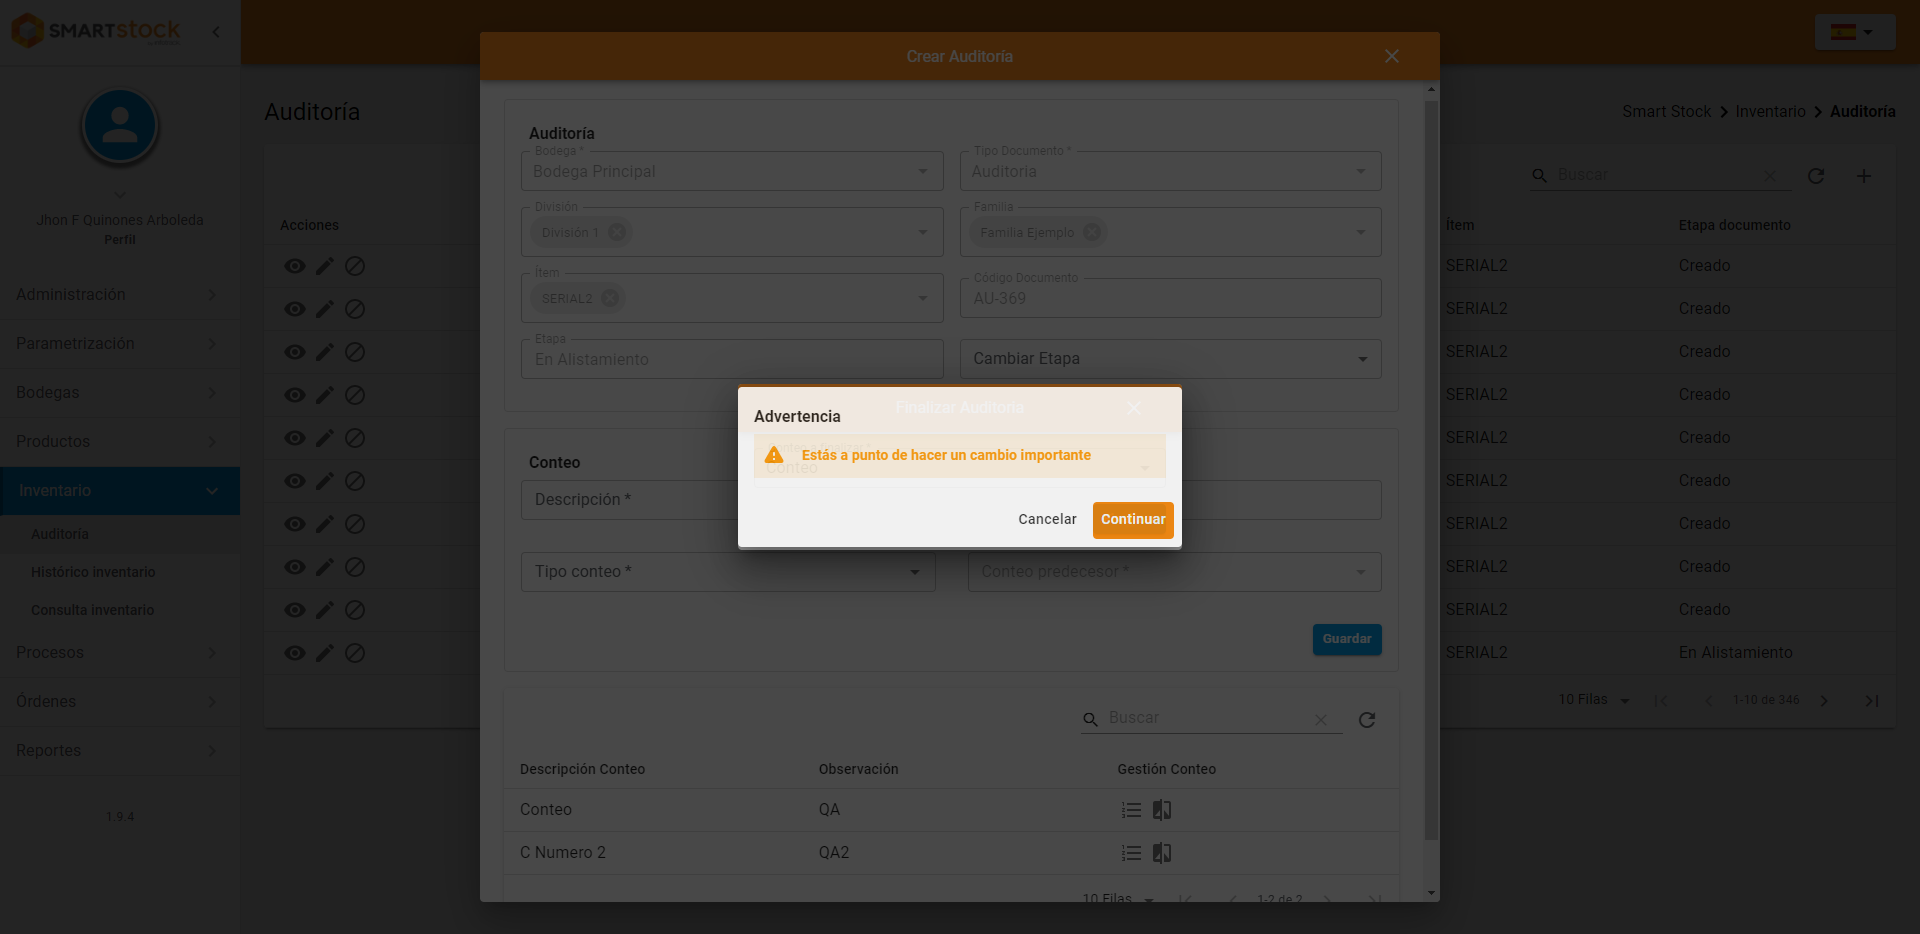 SMARTSTOCK
Crear Auditoría
Auditoría
Smart Stock > Inventario > Auditoría
Jhon F Quinones Arboleda
Perfil
Administración
Parametrización
Bodegas
Productos
Inventario
Auditoría
Histórico inventario
Consulta inventario
Procesos
Órdenes
Reportes
1.9.4
Acciones
Auditoría
Bodega *
Bodega Principal
Tipo Documento *
Auditoria
División
División 1
Familia
Familia Ejemplo
Ítem
SERIAL2
Código Documento
AU-369
Etapa
En Alistamiento
Cambiar Etapa
Finalizar Auditoría
Advertencia
Conteo
Estás a punto de hacer un cambio importante
Cancelar
Continuar
Conteo
Descripción *
Tipo conteo *
Conteo predecesor *
Guardar
Buscar
Descripción Conteo Observación Gestión Conteo
Conteo QA
C Numero 2 QA2
10 Filas 1-2 de 2
Buscar
Ítem Etapa documento
SERIAL2 Creado
SERIAL2 Creado
SERIAL2 Creado
SERIAL2 Creado
SERIAL2 Creado
SERIAL2 Creado
SERIAL2 Creado
SERIAL2 Creado
SERIAL2 Creado
SERIAL2 En Alistamiento
10 Filas 1-10 de 346